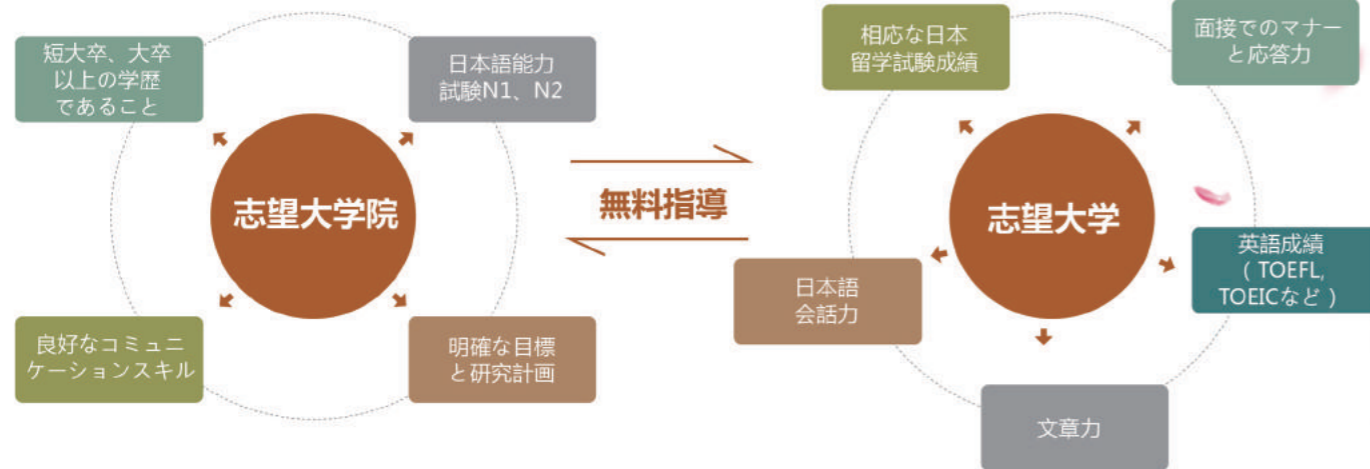 短大卒、大卒
以上の学歴
であること
日本語能力
試験N1、N2
志望大学院
良好なコミュニ
ケーションスキル
明確な目標
と研究計画
無料指導
相応な日本
留学試験成績
面接でのマナー
と応答力
志望大学
日本語
会話力
英語成績
（ TOEFL,
TOEICなど ）
文章力